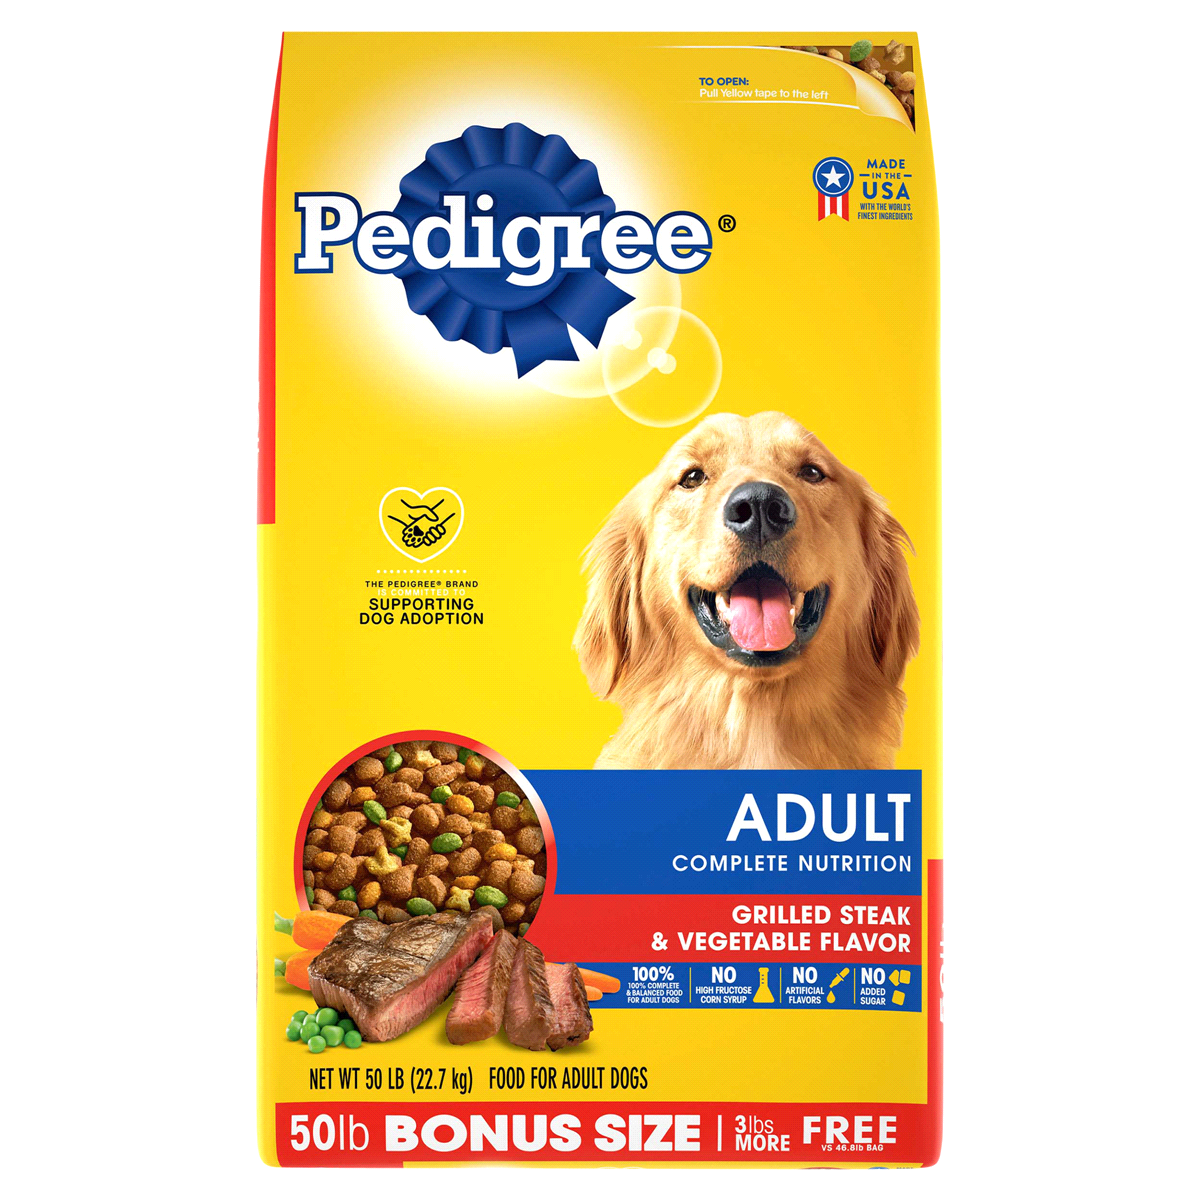 TO OPEN:
Pull Yellow tape to the left
MADE
IN THE
USA
WITH THE WORLD'S
FINEST INGREDIENTS
Pedigree®
THE PEDIGREE® BRAND
IS COMMITTED TO
SUPPORTING
DOG ADOPTION
ADULT
COMPLETE NUTRITION
GRILLED STEAK
& VEGETABLE FLAVOR
100%
100% COMPLETE
& BALANCED FOOD
FOR ADULT DOGS
NO
HIGH FRUCTOSE
CORN SYRUP
NO
ARTIFICIAL
FLAVORS
NO
ADDED
SUGAR
NET WT 50 LB (22.7 kg) FOOD FOR ADULT DOGS
50lb BONUS SIZE | 3lbs MORE FREE
VS 46.8lb BAG